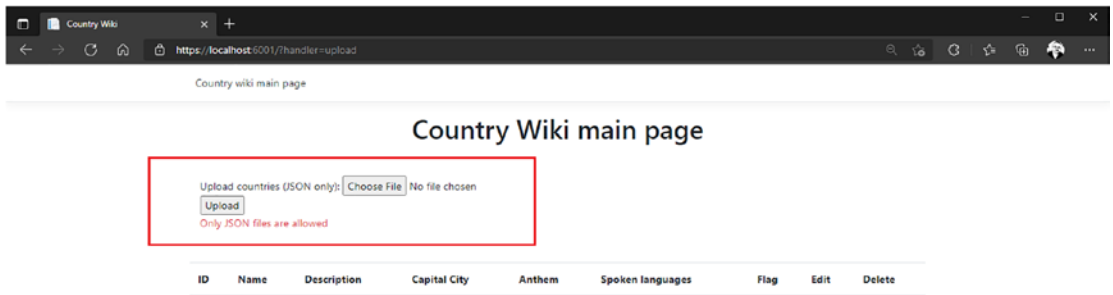 Country Wiki
https://localhost:6001/?handler=upload
Country wiki main page
Country Wiki main page
Upload countries (JSON only): Choose File No file chosen
Upload
Only JSON files are allowed
ID Name Description Capital City Anthem Spoken languages Flag Edit Delete